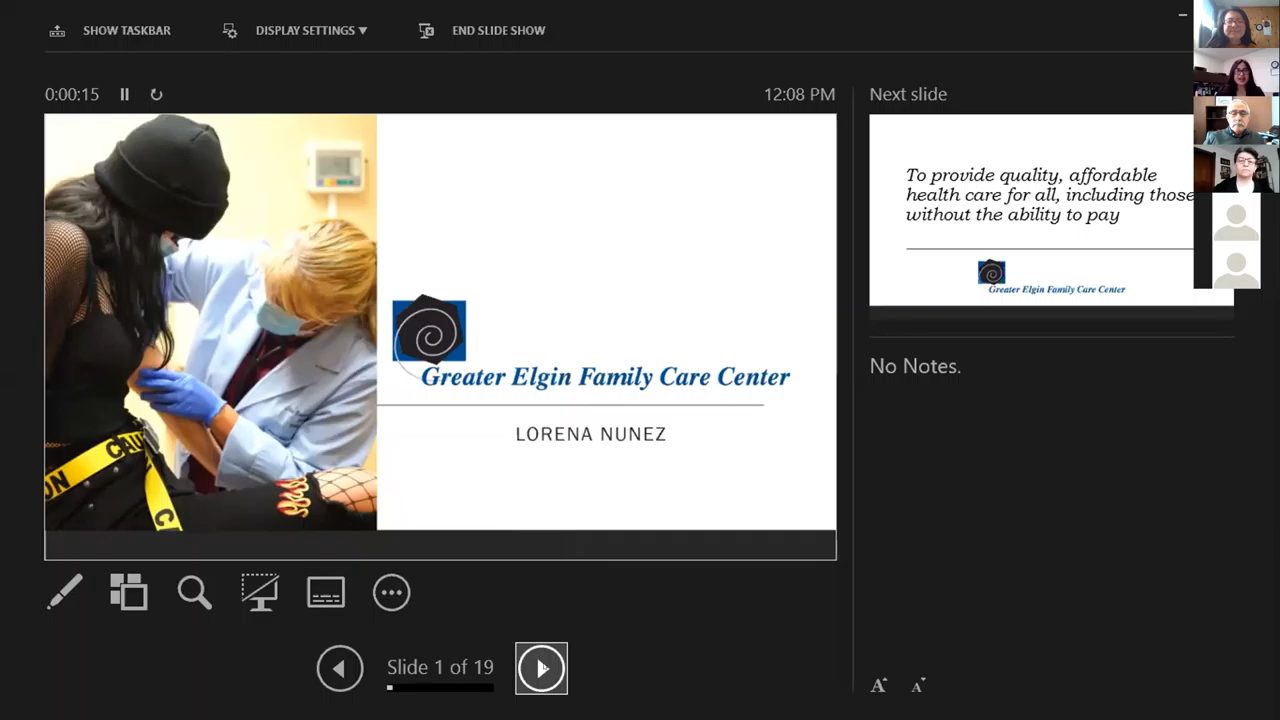 SHOW TASKBAR
DISPLAY SETTINGS ▼
END SLIDE SHOW
0:00:15
12:08 PM
Next slide
Greater Elgin Family Care Center
LORENA NUNEZ
CAU
ON
C
To provide quality, affordable
health care for all, including those
without the ability to pay
Greater Elgin Family Care Center
No Notes.
Slide 1 of 19
A A